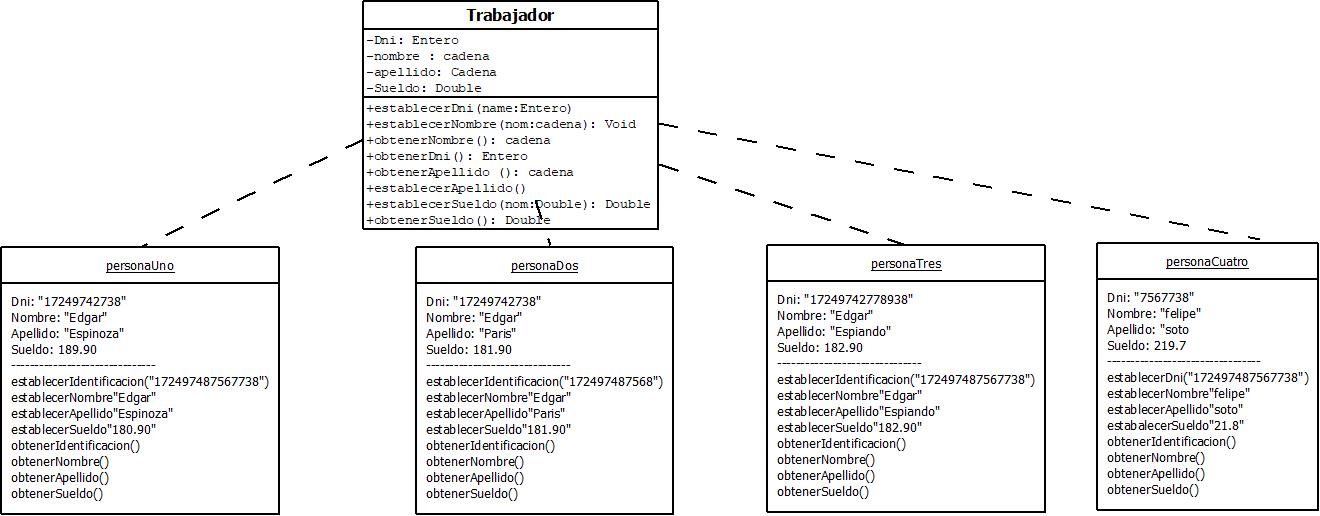 Trabajador
-Dni: Entero
-nombre : cadena
-apellido: Cadena
-Sueldo: Double
+establecerDni(name:Entero)
+establecerNombre(nom:cadena): Void
+obtenerNombre(): cadena
+obtenerDni(): Entero
+obtenerApellido (): cadena
+establecerApellido()
+establecerSueldo(nom:Double): Double
+obtenerSueldo(): Double
personaUno
Dni: "17249742738"
Nombre: "Edgar"
Apellido: "Espinoza"
Sueldo: 189.90
--------------------------------
establecerIdentificacion("172497487567738")
establecerNombre"Edgar"
establecerApellido"Espinoza"
establecerSueldo"180.90"
obtenerIdentificacion()
obtenerNombre()
obtenerApellido()
obtenerSueldo()
personaDos
Dni: "17249742738"
Nombre: "Edgar"
Apellido: "Paris"
Sueldo: 181.90
--------------------------------
establecerIdentificacion("172497487568")
establecerNombre"Edgar"
establecerApellido"Paris"
establecerSueldo"181.90"
obtenerIdentificacion()
obtenerNombre()
obtenerApellido()
obtenerSueldo()
personaTres
Dni: "17249742778938"
Nombre: "Edgar"
Apellido: "Espiando"
Sueldo: 182.90
--------------------------------
establecerIdentificacion("172497487567738")
establecerNombre"Edgar"
establecerApellido"Espiando"
establecerSueldo"182.90"
obtenerIdentificacion()
obtenerNombre()
obtenerApellido()
obtenerSueldo()
personaCuatro
Dni: "7567738"
Nombre: "felipe"
Apellido: "soto
Sueldo: 219.7
----------------------------------
establecerDni("172497487567738")
establecerNombre"felipe"
establecerApellido"soto"
estabalecerSueldo"21.8"
obtenerIdentificacion()
obtenerNombre()
obtenerApellido()
obtenerSueldo()